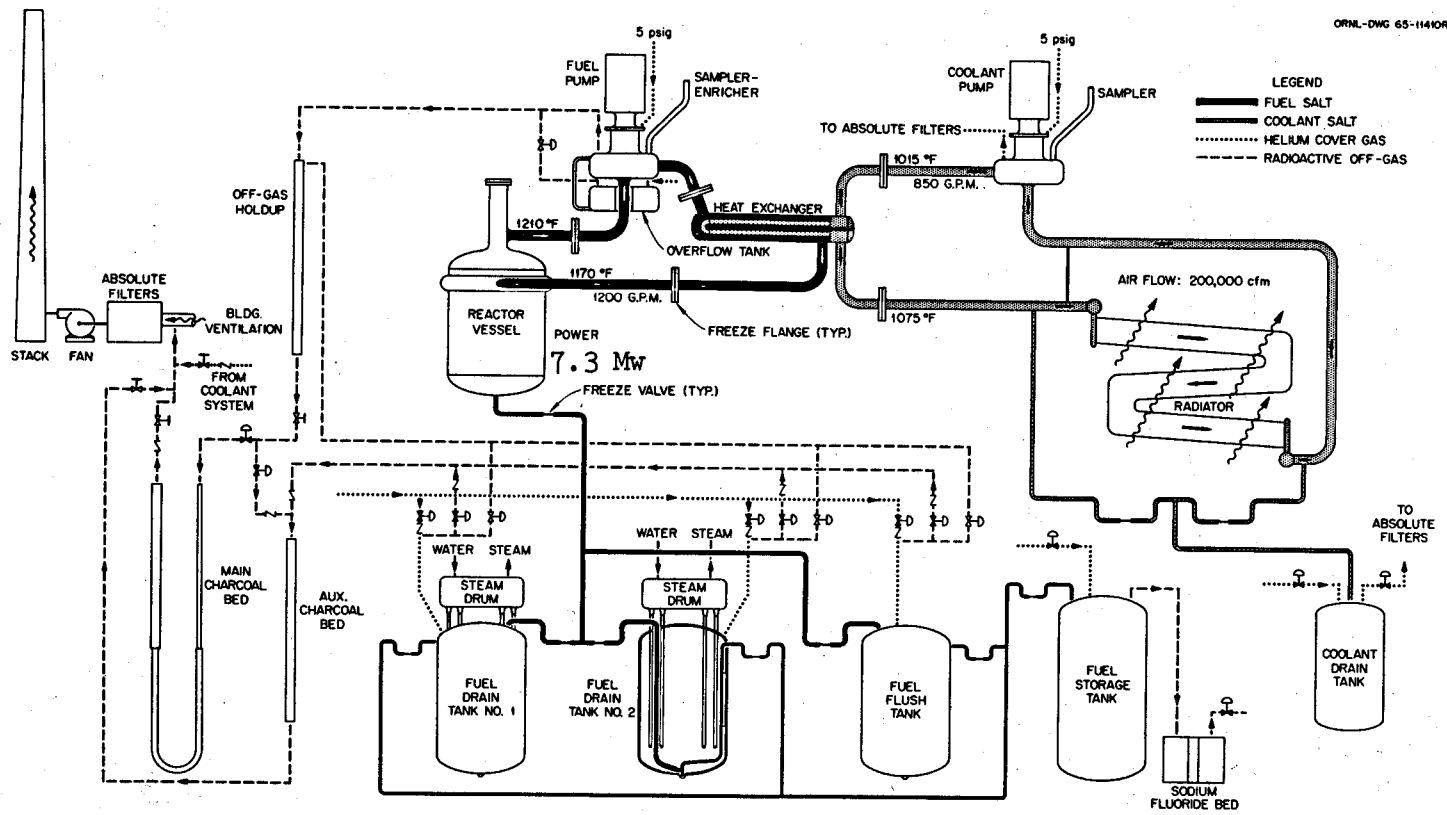 ORNL-DWG 65-11410R
5 psig
FUEL
PUMP
SAMPLER-
ENRICHER
5 psig
COOLANT
PUMP
SAMPLER
LEGEND
FUEL SALT
COOLANT SALT
HELIUM COVER GAS
RADIOACTIVE OFF-GAS
TO ABSOLUTE FILTERS
1015 °F
850 G.P.M.
OFF-GAS
HOLDUP
HEAT EXCHANGER
1210 °F
OVERFLOW TANK
1170 °F
1200 G.P.M.
AIR FLOW: 200,000 cfm
ABSOLUTE
FILTERS
BLDG.
VENTILATION
REACTOR
VESSEL
FREEZE FLANGE (TYP.)
1075 °F
STACK
FAN
POWER
7.3 Mw
FROM
COOLANT
SYSTEM
FREEZE VALVE (TYP.)
RADIATOR
TO
ABSOLUTE
FILTERS
WATER
STEAM
WATER
STEAM
STEAM
DRUM
STEAM
DRUM
MAIN
CHARCOAL
BED
AUX.
CHARCOAL
BED
FUEL
DRAIN
TANK NO. 1
FUEL
DRAIN
TANK NO. 2
FUEL
FLUSH
TANK
FUEL
STORAGE
TANK
COOLANT
DRAIN
TANK
SODIUM
FLUORIDE BED